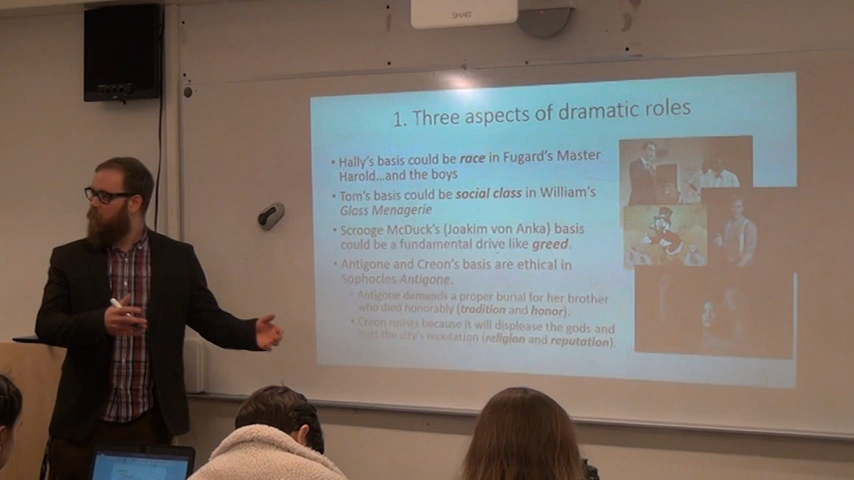 SMART
1. Three aspects of dramatic roles
• Hally's basis could be race in Fugard's Master
Harold...and the boys
• Tom's basis could be social class in William's
Glass Menagerie
• Scrooge McDuck's (Joakim von Anka) basis
could be a fundamental drive like greed.
• Antigone and Creon's basis are ethical in
Sophocles Antigone.
• Antigone demands a proper burial for her brother
who died honorably (tradition and honor).
• Creon resists because it will displease the gods and
hurt the city's reputation (religion and reputation).